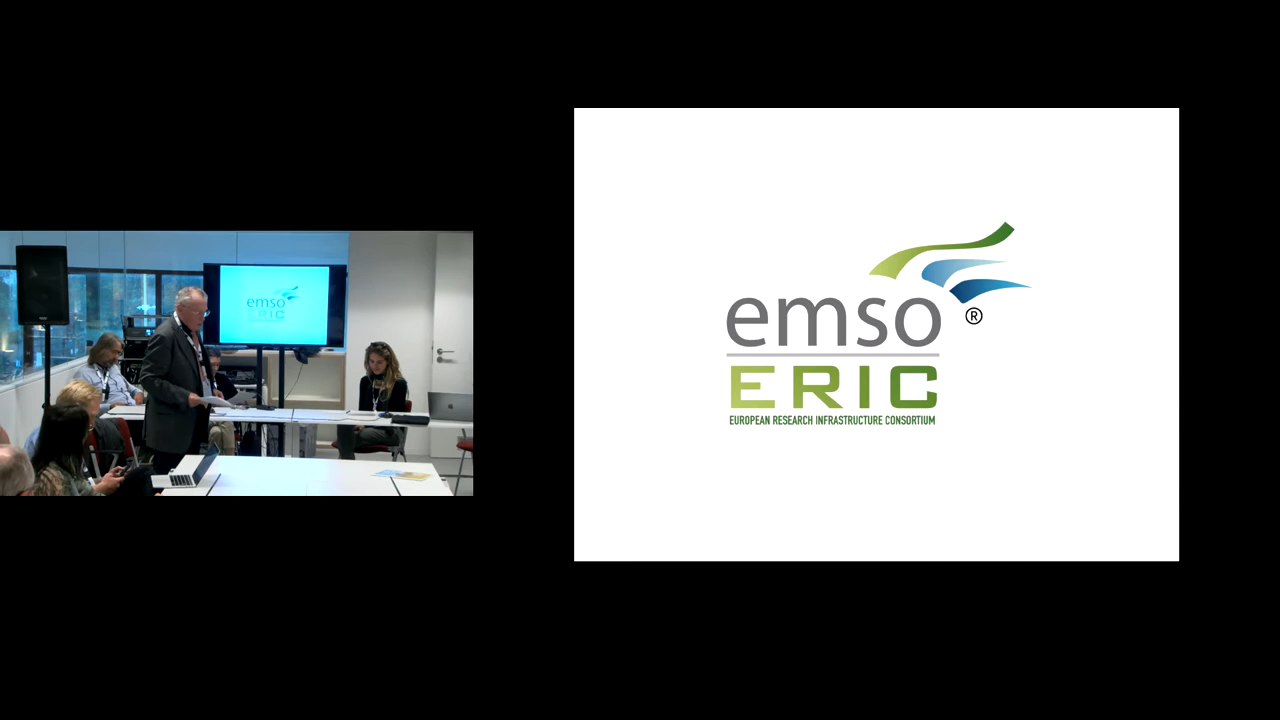 emso
ERIC
emso
®
ERIC
EUROPEAN RESEARCH INFRASTRUCTURE CONSORTIUM